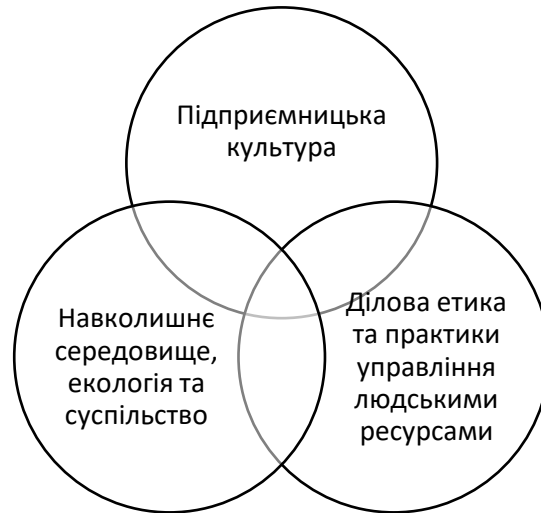 Підприємницька
культура
Навколишнє
середовище,
екологія та
суспільство
Ділова етика
та практики
управління
людськими
ресурсами